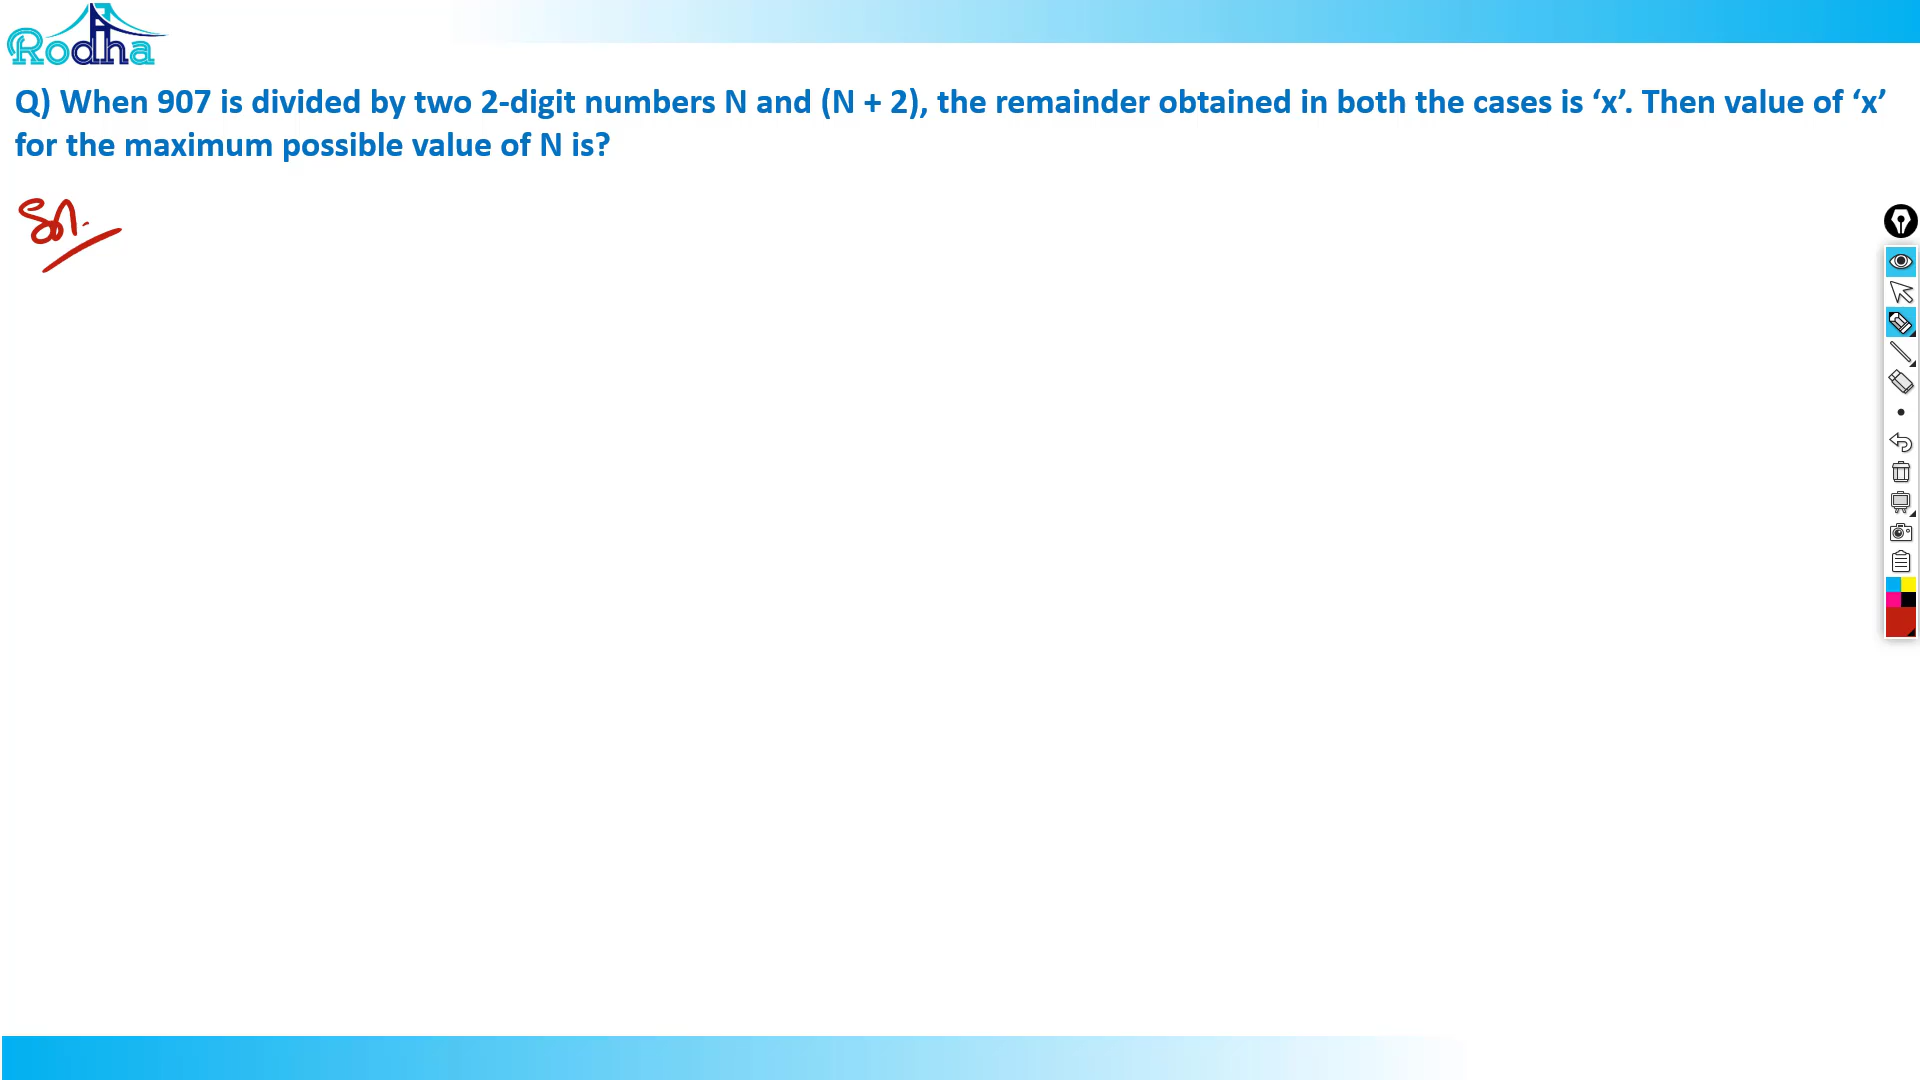 Rodha
Q) When 907 is divided by two 2-digit numbers N and (N + 2), the remainder obtained in both the cases is ‘x’. Then value of ‘x’
for the maximum possible value of N is?